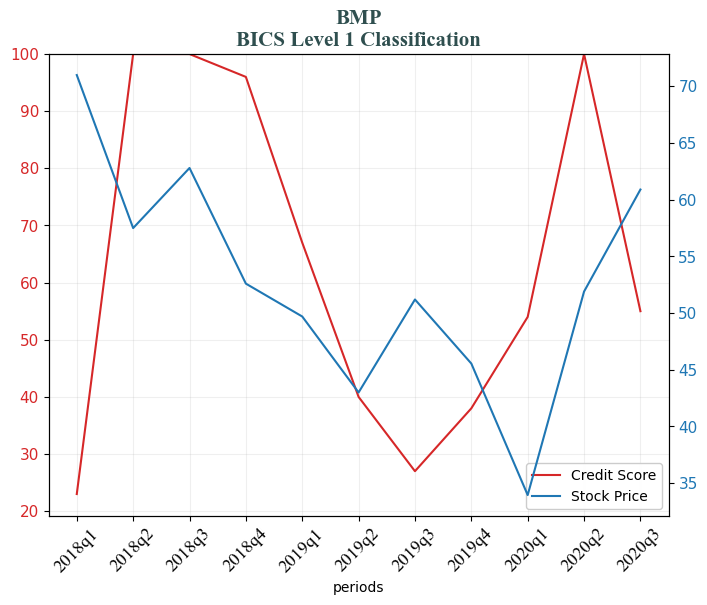 BMP
BICS Level 1 Classification
100
90
80
70
60
50
40
30
20
70
65
60
55
50
45
40
35
Credit Score
Stock Price
2018q1
2018q2
2018q3
2018q4
2019q1
2019q2
2019q3
2019q4
2020q1
2020q2
2020q3
periods